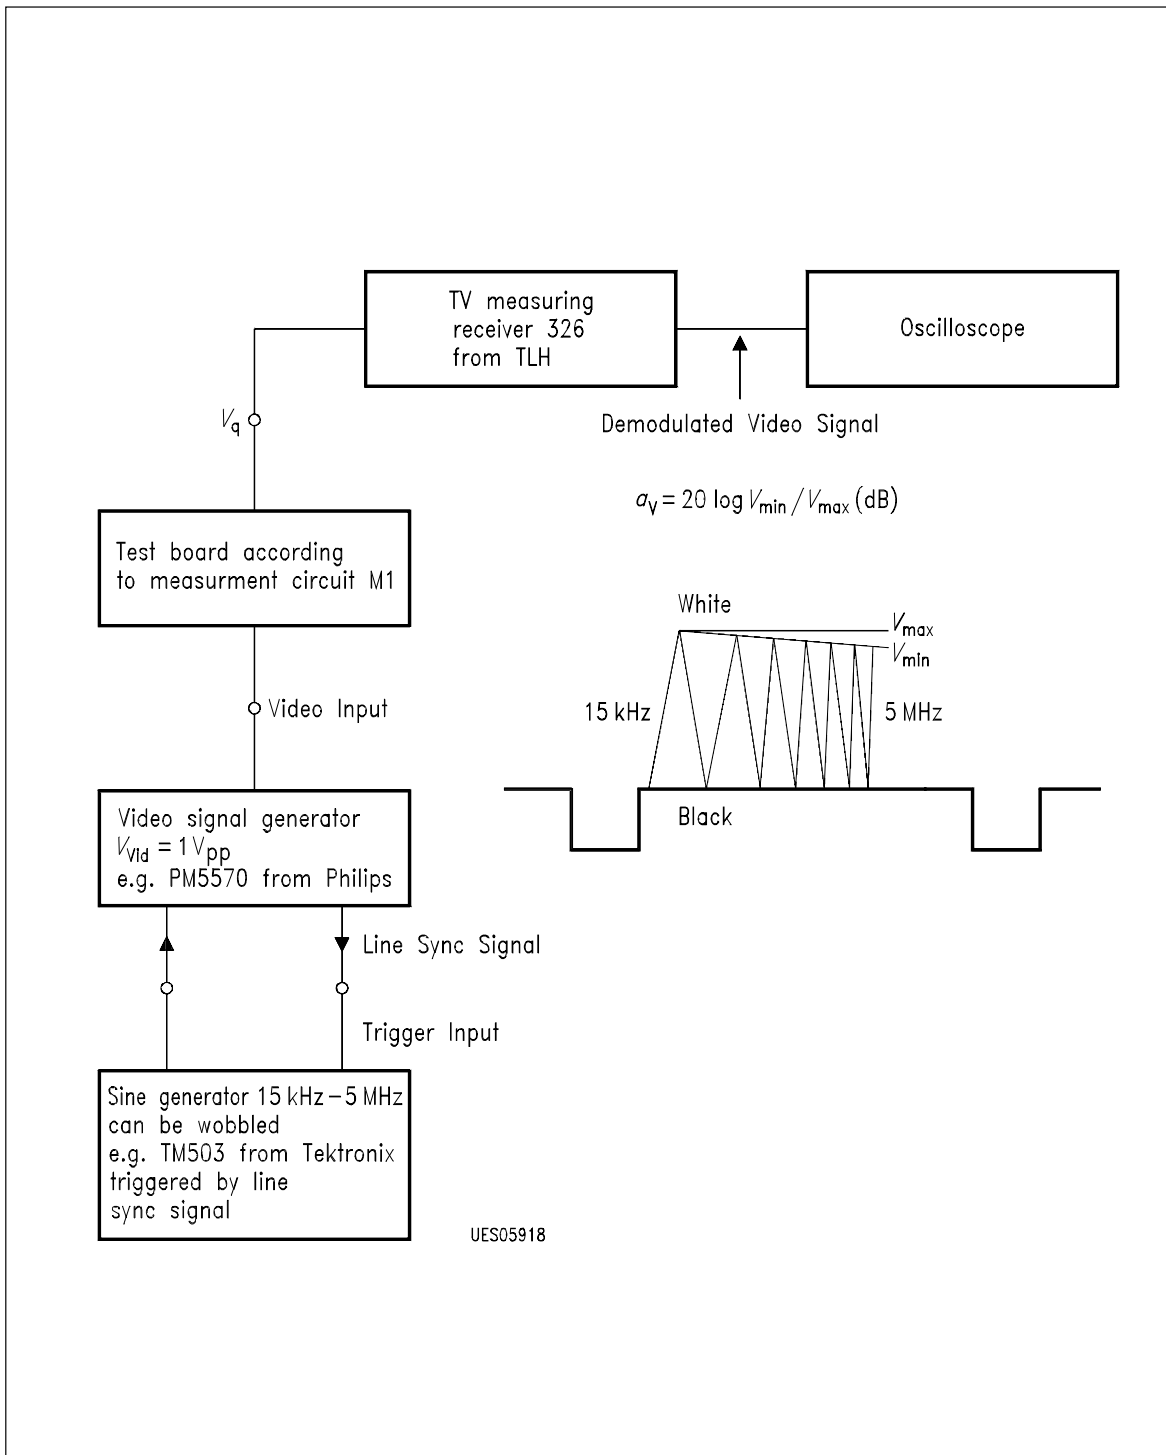 TV measuring
receiver 326
from TLH
Oscilloscope
Vq
Demodulated Video Signal
aV = 20 log Vmin / Vmax (dB)
Test board according
to measurment circuit M1
White
Vmax
Vmin
15 kHz
5 MHz
Video Input
Black
Video signal generator
VVid = 1 Vpp
e.g. PM5570 from Philips
Line Sync Signal
Trigger Input
Sine generator 15 kHz – 5 MHz
can be wobbled
e.g. TM503 from Tektronix
triggered by line
sync signal
UES05918